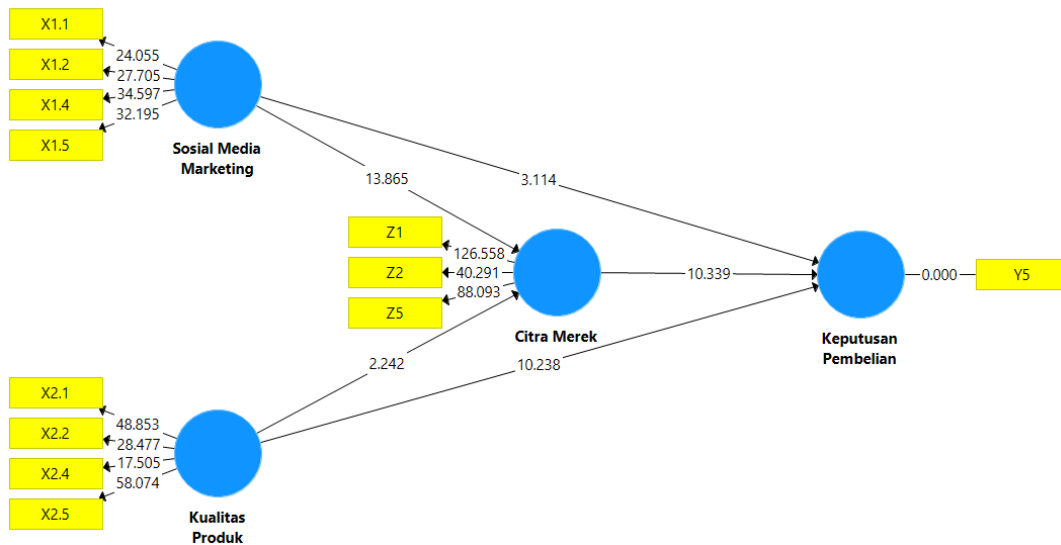 X1.1
24.055
X1.2
27.705
X1.4
34.597
X1.5
32.195
Sosial Media
Marketing
13.865
3.114
Z1
126.558
Z2
40.291
Z5
88.093
Citra Merek
10.339
Keputusan
Pembelian
0.000
Y5
2.242
10.238
X2.1
48.853
X2.2
28.477
X2.4
17.505
X2.5
58.074
Kualitas
Produk